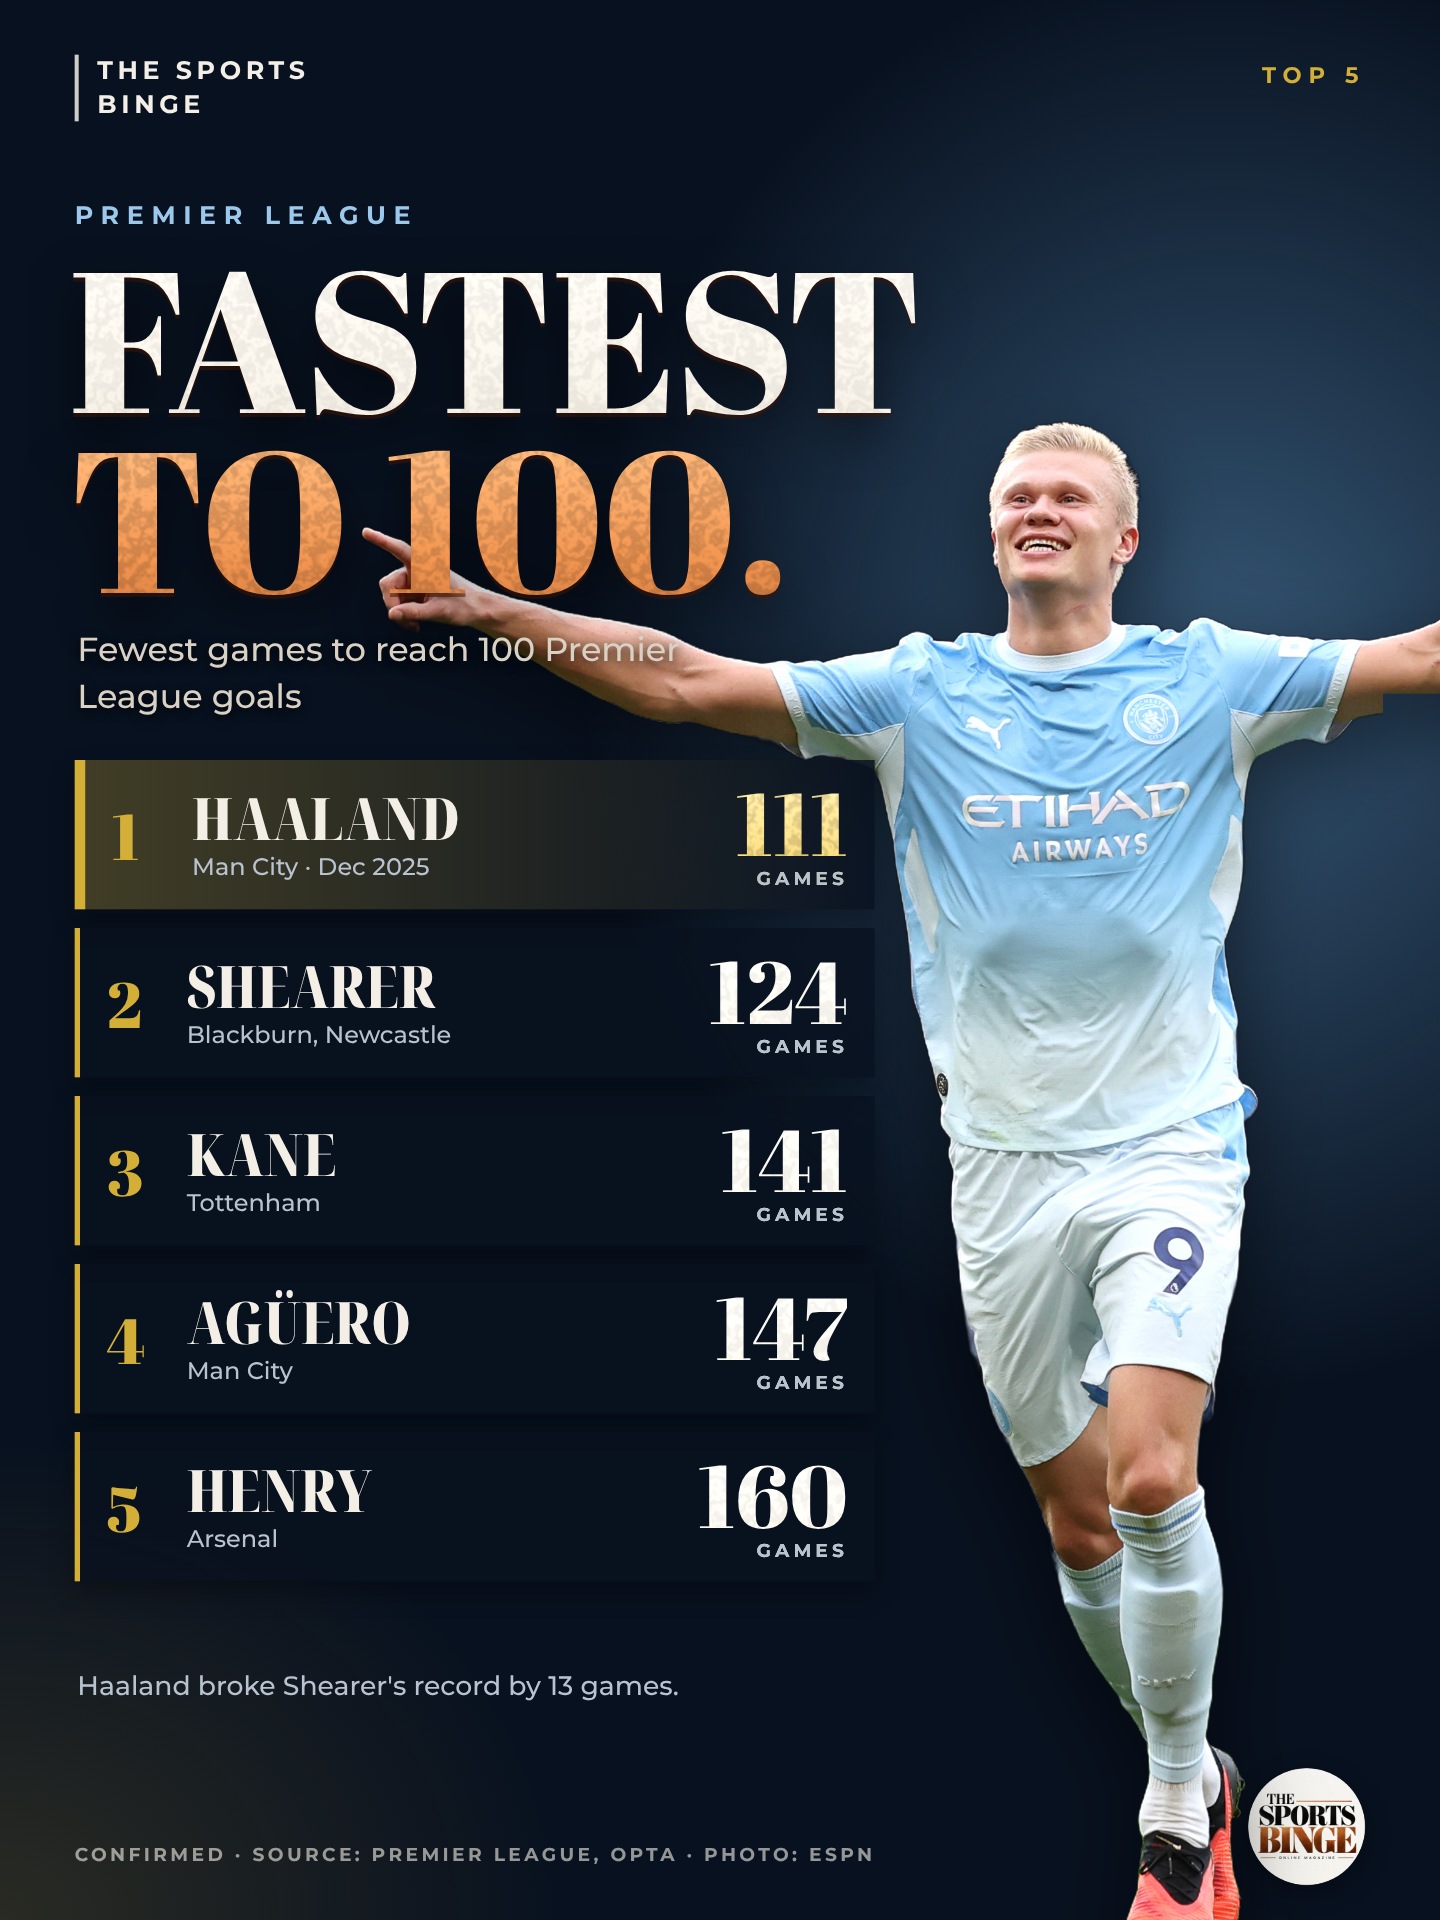 THE SPORTS
BINGE
TOP 5
PREMIER LEAGUE
FASTEST
TO 100.
Fewest games to reach 100 Premier
League goals
1
HAALAND
Man City · Dec 2025
111
GAMES
2
SHEARER
Blackburn, Newcastle
124
GAMES
3
KANE
Tottenham
141
GAMES
4
AGÜERO
Man City
147
GAMES
5
HENRY
Arsenal
160
GAMES
ETIHAD
AIRWAYS
9
CITY
Haaland broke Shearer's record by 13 games.
CONFIRMED · SOURCE: PREMIER LEAGUE, OPTA · PHOTO: ESPN
THE
SPORTS
BINGE
ONLINE MAGAZINE